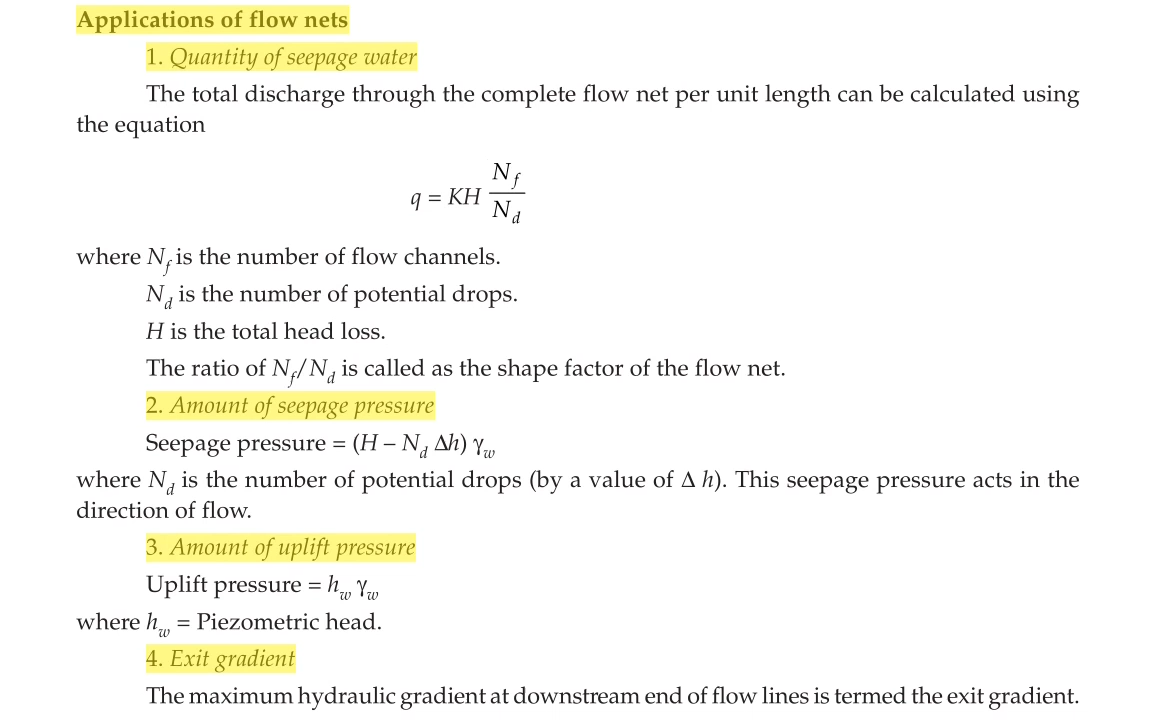 Applications of flow nets
1. Quantity of seepage water
The total discharge through the complete flow net per unit length can be calculated using
the equation
q = KH N_f / N_d
where N_f is the number of flow channels.
N_d is the number of potential drops.
H is the total head loss.
The ratio of N_f/N_d is called as the shape factor of the flow net.
2. Amount of seepage pressure
Seepage pressure = (H – N_d Δh) γ_w
where N_d is the number of potential drops (by a value of Δ h). This seepage pressure acts in the
direction of flow.
3. Amount of uplift pressure
Uplift pressure = h_w γ_w
where h_w = Piezometric head.
4. Exit gradient
The maximum hydraulic gradient at downstream end of flow lines is termed the exit gradient.